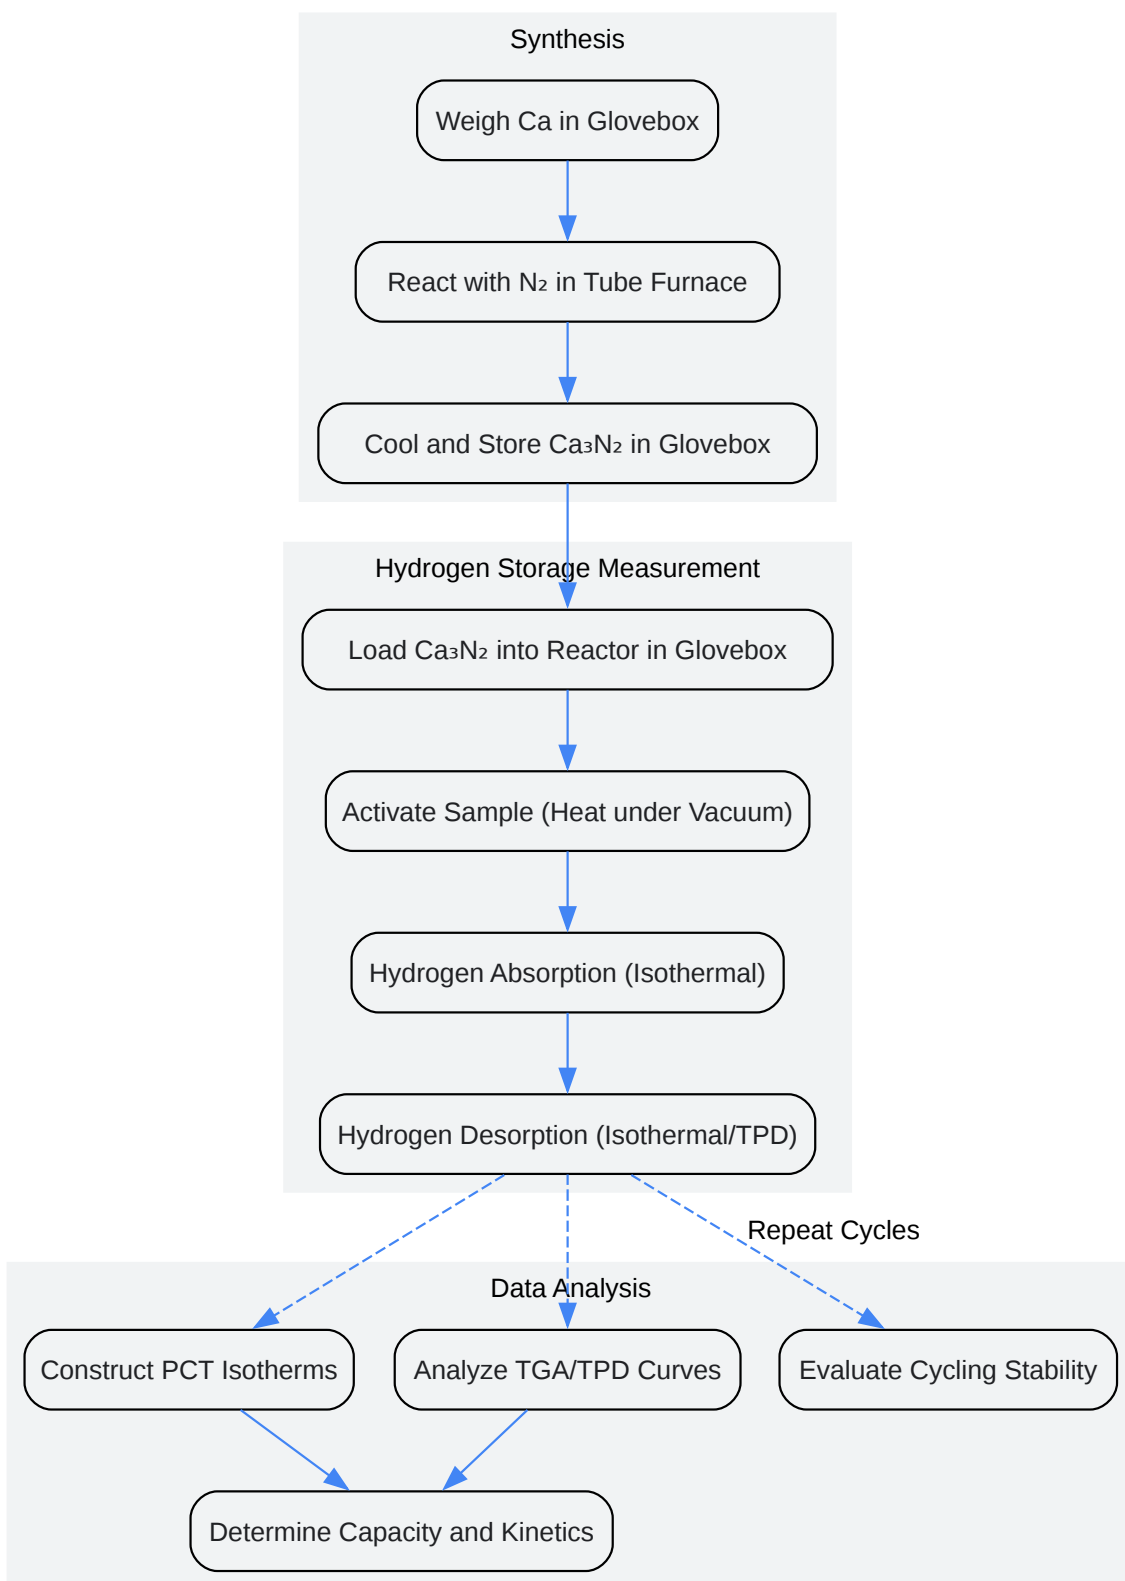 Synthesis
Weigh Ca in Glovebox
React with N₂ in Tube Furnace
Cool and Store Ca₃N₂ in Glovebox
Hydrogen Storage Measurement
Load Ca₃N₂ into Reactor in Glovebox
Activate Sample (Heat under Vacuum)
Hydrogen Absorption (Isothermal)
Hydrogen Desorption (Isothermal/TPD)
Repeat Cycles
Data Analysis
Construct PCT Isotherms
Analyze TGA/TPD Curves
Evaluate Cycling Stability
Determine Capacity and Kinetics